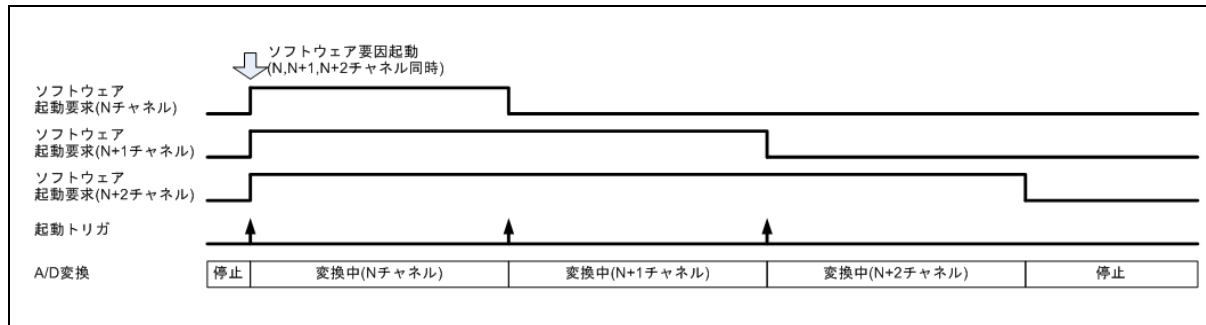 ソフトウェア要因起動
(N,N+1,N+2チャネル同時)
ソフトウェア
起動要求(Nチャネル)
ソフトウェア
起動要求(N+1チャネル)
ソフトウェア
起動要求(N+2チャネル)
起動トリガ
A/D変換 停止 変換中(Nチャネル) 変換中(N+1チャネル) 変換中(N+2チャネル) 停止